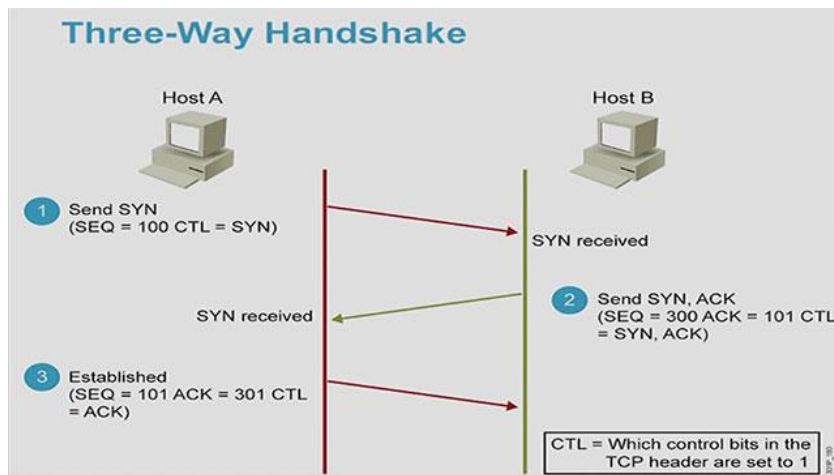 Three-Way Handshake
Host A
Host B
1
Send SYN
(SEQ = 100 CTL = SYN)
SYN received
SYN received
2
Send SYN, ACK
(SEQ = 300 ACK = 101 CTL
= SYN, ACK)
3
Established
(SEQ = 101 ACK = 301 CTL
= ACK)
CTL = Which control bits in the
TCP header are set to 1